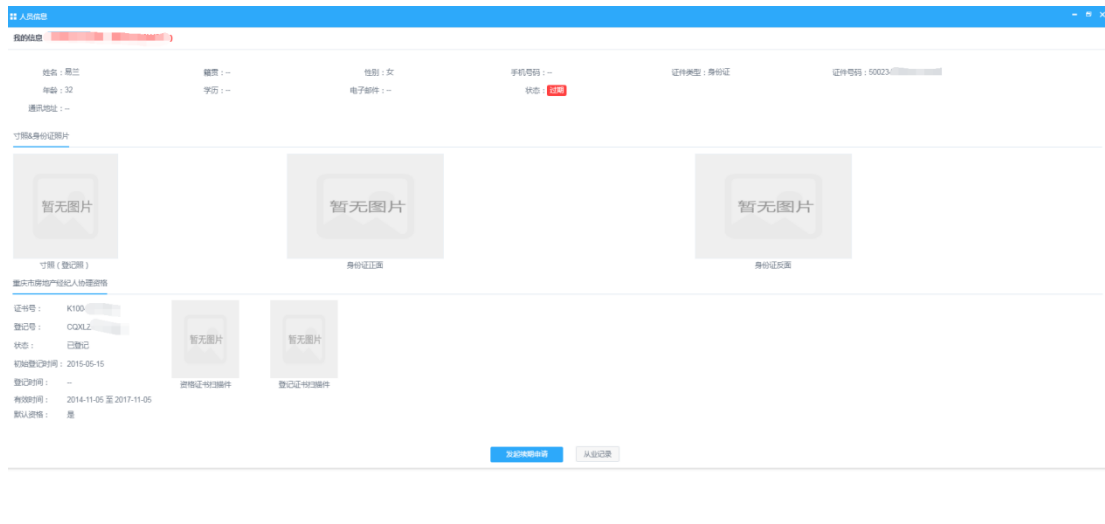 人员信息
我的信息
姓名：易兰 籍贯：-- 性别：女 手机号码：-- 证件类型：身份证 证件号码：50023
年龄：32 学历：-- 电子邮件：-- 状态：过期
通讯地址：--
寸照&身份证照片
暂无图片 暂无图片 暂无图片
寸照（登记照） 身份证正面 身份证反面
重庆市房地产经纪人协理资格
证书号： K100
登记号： CQXL2
状态： 已登记
暂无图片 暂无图片
初始登记时间： 2015-05-15
登记时间： --
资格证书扫描件 登记证书扫描件
有效时间： 2014-11-05 至 2017-11-05
默认资格： 是
发起换期申请 从业记录